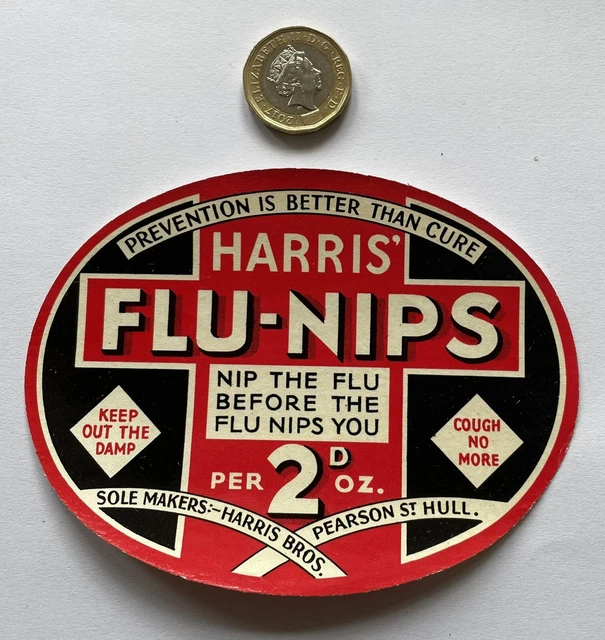 ELIZABETH II · D · G · REG · F · D · 2017
PREVENTION IS BETTER THAN CURE
HARRIS'
FLU-NIPS
NIP THE FLU
BEFORE THE
FLU NIPS YOU
KEEP
OUT THE
DAMP
COUGH
NO
MORE
PER 2D OZ.
SOLE MAKERS:-HARRIS BROS.
PEARSON ST HULL.